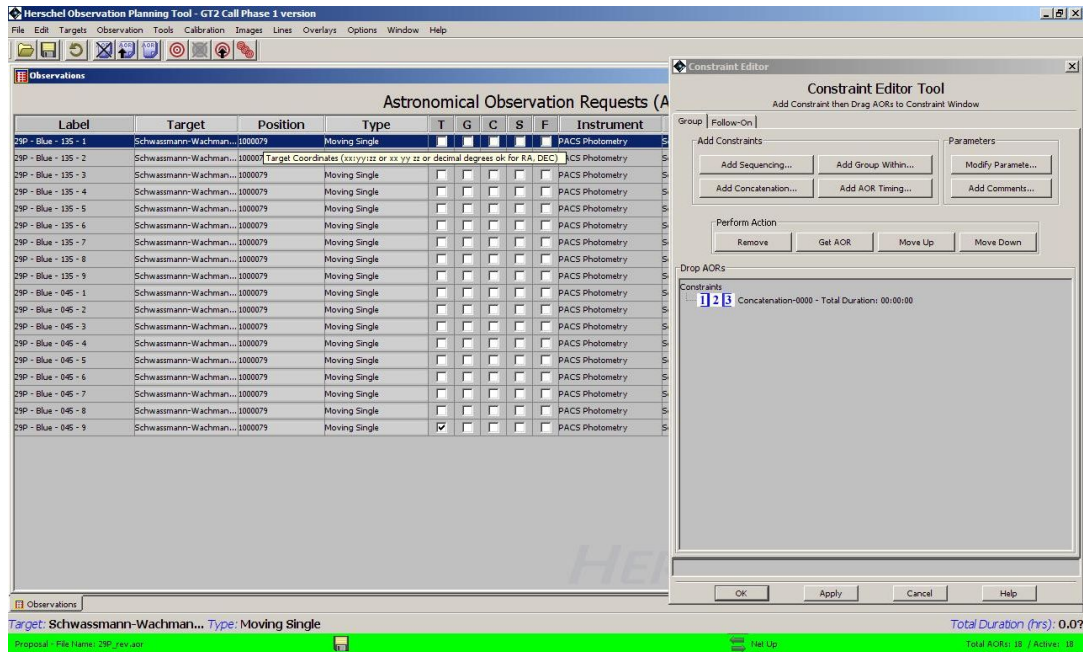 Herschel Observation Planning Tool - GT2 Call Phase 1 version
File Edit Targets Observation Tools Calibration Images Lines Overlays Options Window Help
Observations
Astronomical Observation Requests (A
Label Target Position Type T G C S F Instrument
29P - Blue - 135 - 1 Schwassmann-Wachman... 1000079 Moving Single PACS Photometry
29P - Blue - 135 - 2 Schwassmann-Wachman... 100007 Target Coordinates (xx:yy:zz or xx yy zz or decimal degrees ok for RA, DEC) ACS Photometry
29P - Blue - 135 - 3 Schwassmann-Wachman... 1000079 Moving Single PACS Photometry
29P - Blue - 135 - 4 Schwassmann-Wachman... 1000079 Moving Single PACS Photometry
29P - Blue - 135 - 5 Schwassmann-Wachman... 1000079 Moving Single PACS Photometry
29P - Blue - 135 - 6 Schwassmann-Wachman... 1000079 Moving Single PACS Photometry
29P - Blue - 135 - 7 Schwassmann-Wachman... 1000079 Moving Single PACS Photometry
29P - Blue - 135 - 8 Schwassmann-Wachman... 1000079 Moving Single PACS Photometry
29P - Blue - 135 - 9 Schwassmann-Wachman... 1000079 Moving Single PACS Photometry
29P - Blue - 045 - 1 Schwassmann-Wachman... 1000079 Moving Single PACS Photometry
29P - Blue - 045 - 2 Schwassmann-Wachman... 1000079 Moving Single PACS Photometry
29P - Blue - 045 - 3 Schwassmann-Wachman... 1000079 Moving Single PACS Photometry
29P - Blue - 045 - 4 Schwassmann-Wachman... 1000079 Moving Single PACS Photometry
29P - Blue - 045 - 5 Schwassmann-Wachman... 1000079 Moving Single PACS Photometry
29P - Blue - 045 - 6 Schwassmann-Wachman... 1000079 Moving Single PACS Photometry
29P - Blue - 045 - 7 Schwassmann-Wachman... 1000079 Moving Single PACS Photometry
29P - Blue - 045 - 8 Schwassmann-Wachman... 1000079 Moving Single PACS Photometry
29P - Blue - 045 - 9 Schwassmann-Wachman... 1000079 Moving Single PACS Photometry
HER
Observations
Constraint Editor
Constraint Editor Tool
Add Constraint then Drag AORs to Constraint Window
Group Follow-On
Add Constraints Parameters
Add Sequencing... Add Group Within... Modify Paramete...
Add Concatenation... Add AOR Timing... Add Comments...
Perform Action
Remove Get AOR Move Up Move Down
Drop AORs
Constraints
1 2 3 Concatenation-0000 - Total Duration: 00:00:00
OK Apply Cancel Help
Target: Schwassmann-Wachman... Type: Moving Single Total Duration (hrs): 0.0?
Proposal - File Name: 29P_rev.aor Net Up Total AORs: 18 / Active: 18